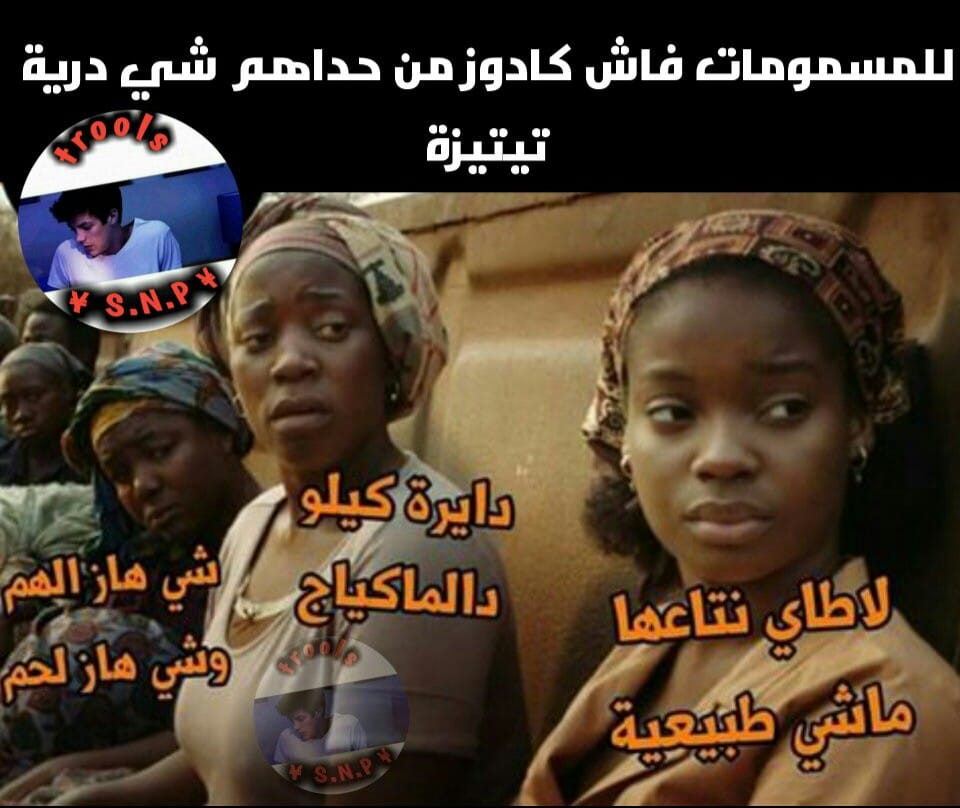 للمسمومات فاش كادوز من حداهم شي درية
تيتيزة
trools
¥ S.N.P ¥
دايرة كيلو
دالماكياج
شي هاز الهم
وشي هاز لحم
لاطاي نتاعها
ماشي طبيعية
trools
¥ S.N.P ¥